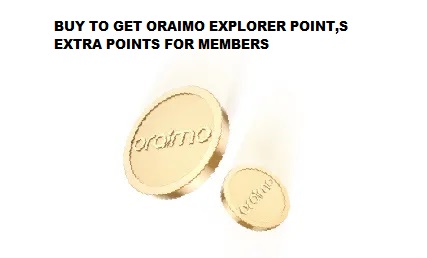 BUY TO GET ORAIMO EXPLORER POINT,S
EXTRA POINTS FOR MEMBERS
oraimo
oraimo